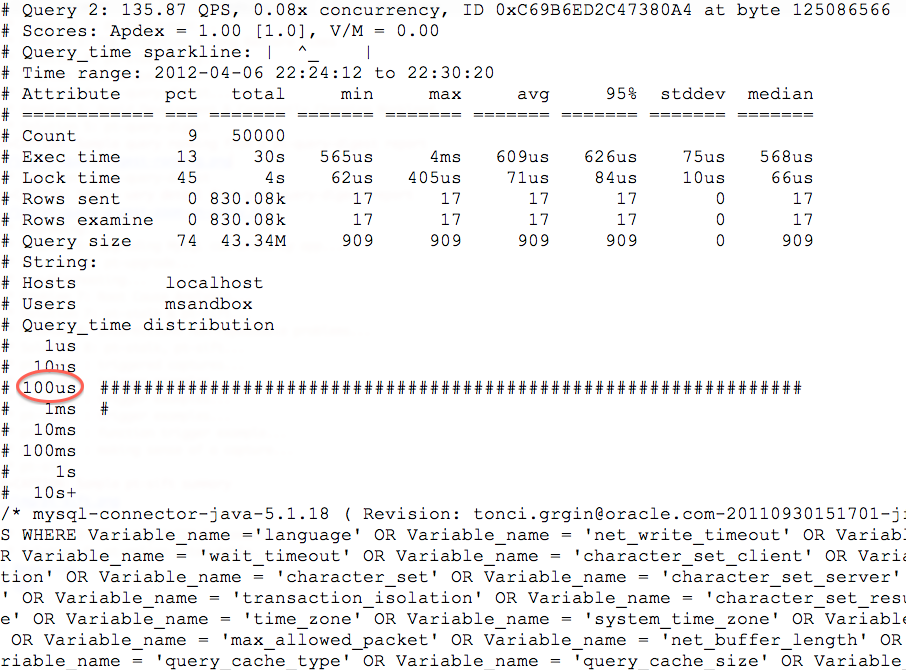 # Query 2: 135.87 QPS, 0.08x concurrency, ID 0xC69B6ED2C47380A4 at byte 125086566
# Scores: Apdex = 1.00 [1.0], V/M = 0.00
# Query_time sparkline: |  ^_    |
# Time range: 2012-04-06 22:24:12 to 22:30:20
# Attribute    pct   total     min     max     avg     95%  stddev  median
# ============ === ======= ======= ======= ======= ======= ======= =======
# Count          9   50000
# Exec time     13     30s   565us     4ms   609us   626us    75us   568us
# Lock time     45      4s    62us   405us    71us    84us    10us    66us
# Rows sent      0 830.08k      17      17      17      17       0      17
# Rows examine   0 830.08k      17      17      17      17       0      17
# Query size    74  43.34M     909     909     909     909       0     909
# String:
# Hosts        localhost
# Users        msandbox
# Query_time distribution
#   1us
#  10us
# 100us  ################################################################
#   1ms  #
#  10ms
# 100ms
#    1s
#  10s+
/* mysql-connector-java-5.1.18 ( Revision: tonci.grgin@oracle.com-20110930151701-j
S WHERE Variable_name ='language' OR Variable_name = 'net_write_timeout' OR Variabl
R Variable_name = 'wait_timeout' OR Variable_name = 'character_set_client' OR Varia
tion' OR Variable_name = 'character_set' OR Variable_name = 'character_set_server'
' OR Variable_name = 'transaction_isolation' OR Variable_name = 'character_set_resu
e' OR Variable_name = 'time_zone' OR Variable_name = 'system_time_zone' OR Variable
OR Variable_name = 'max_allowed_packet' OR Variable_name = 'net_buffer_length' OR
riable_name = 'query_cache_type' OR Variable_name = 'query_cache_size' OR Variable_